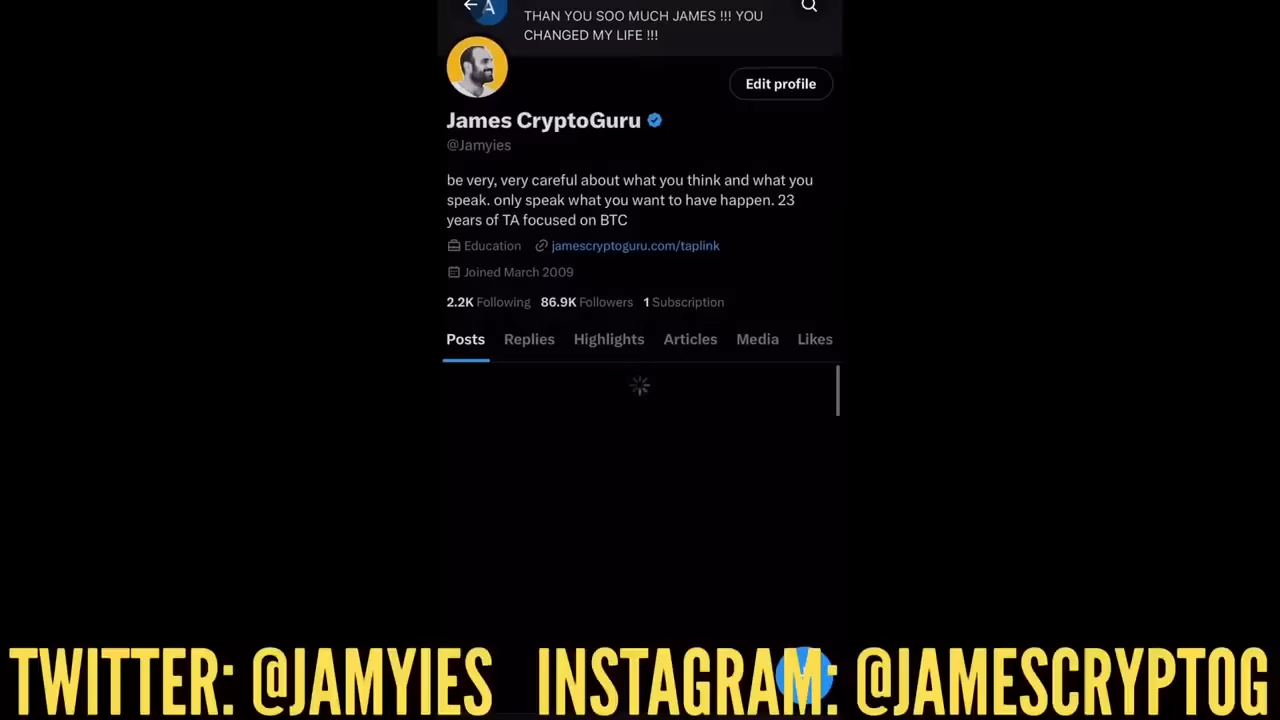 THAN YOU SOO MUCH JAMES !!! YOU
CHANGED MY LIFE !!!
A
Edit profile
James CryptoGuru
@Jamyies
be very, very careful about what you think and what you
speak. only speak what you want to have happen. 23
years of TA focused on BTC
Education jamescryptoguru.com/taplink
Joined March 2009
2.2K Following 86.9K Followers 1 Subscription
Posts Replies Highlights Articles Media Likes
TWITTER: @JAMYIES INSTAGRAM: @JAMESCRYPTOG